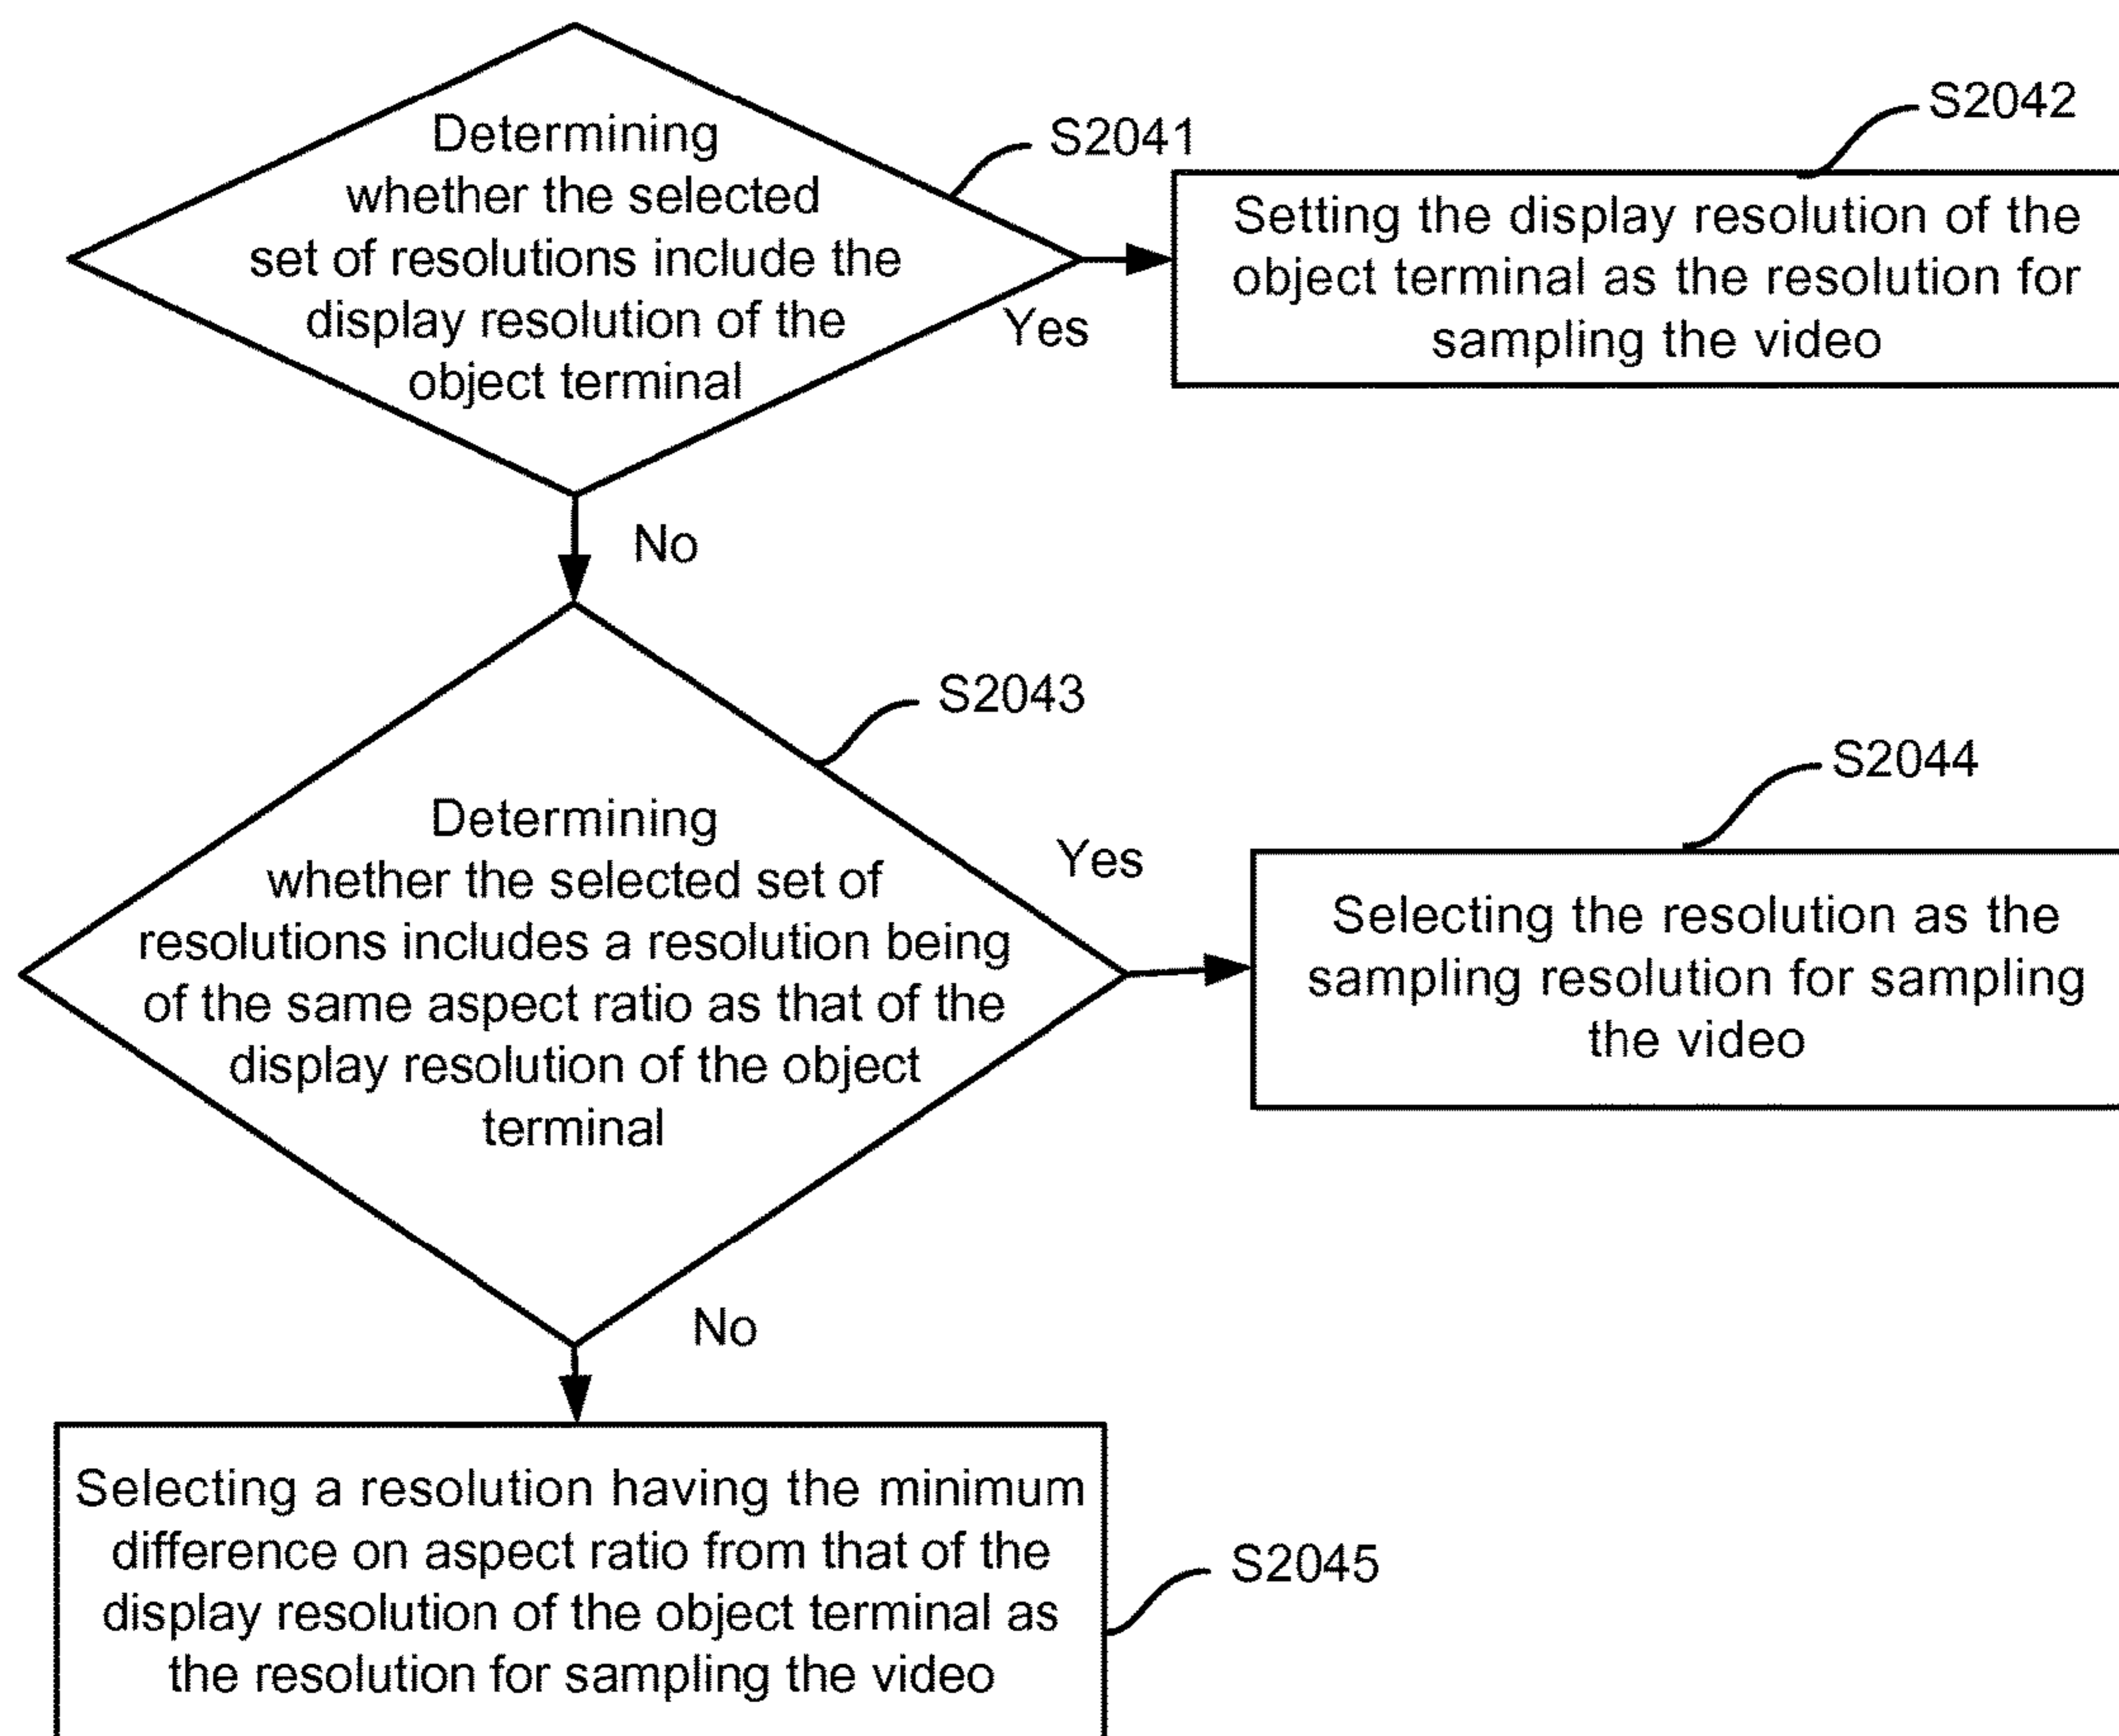 Determining
whether the selected
set of resolutions include the
display resolution of the
object terminal
S2041
Yes
S2042
Setting the display resolution of the
object terminal as the resolution for
sampling the video
No
S2043
Determining
whether the selected set of
resolutions includes a resolution being
of the same aspect ratio as that of the
display resolution of the object
terminal
Yes
S2044
Selecting the resolution as the
sampling resolution for sampling
the video
No
Selecting a resolution having the minimum
difference on aspect ratio from that of the
display resolution of the object terminal as
the resolution for sampling the video
S2045